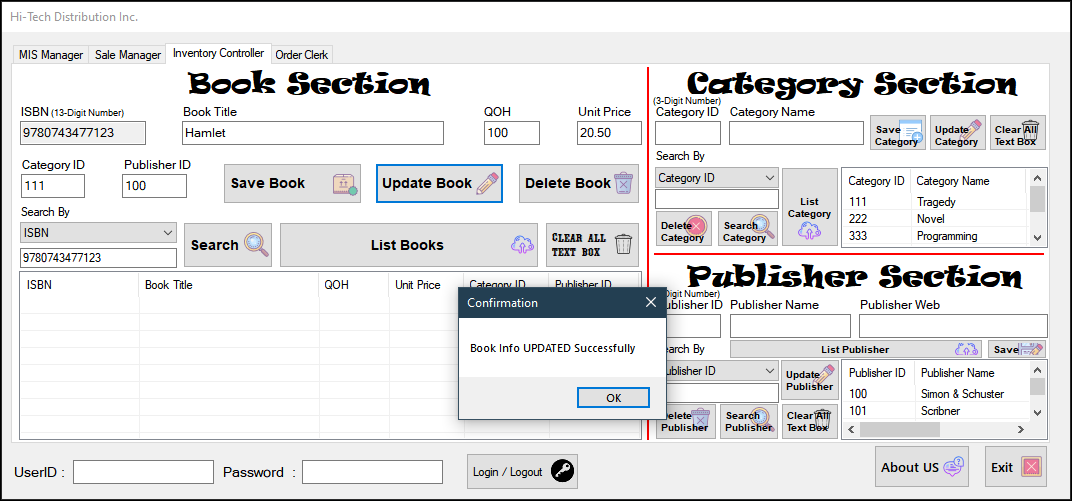 Hi-Tech Distribution Inc.
MIS Manager Sale Manager Inventory Controller Order Clerk
Book Section
ISBN (13-Digit Number) Book Title QOH Unit Price
9780743477123 Hamlet 100 20.50
Category ID Publisher ID
111 100
Save Book Update Book Delete Book
Search By
ISBN
9780743477123
Search List Books CLEAR ALL
TEXT BOX
ISBN Book Title QOH Unit Price Category ID Publisher ID
Confirmation
Book Info UPDATED Successfully
OK
Category Section
(3-Digit Number)
Category ID Category Name
Save
Category
Update
Category
Clear All
Text Box
Search By
Category ID
Delete
Category
Search
Category
List
Category
Category ID Category Name
111 Tragedy
222 Novel
333 Programming
Publisher Section
Digit Number)
Publisher ID Publisher Name Publisher Web
earch By
List Publisher Save
ublisher ID
Update
Publisher
Delete
Publisher
Search
Publisher
Clear All
Text Box
Publisher ID Publisher Name
100 Simon & Schuster
101 Scribner
UserID : Password : Login / Logout
About US Exit